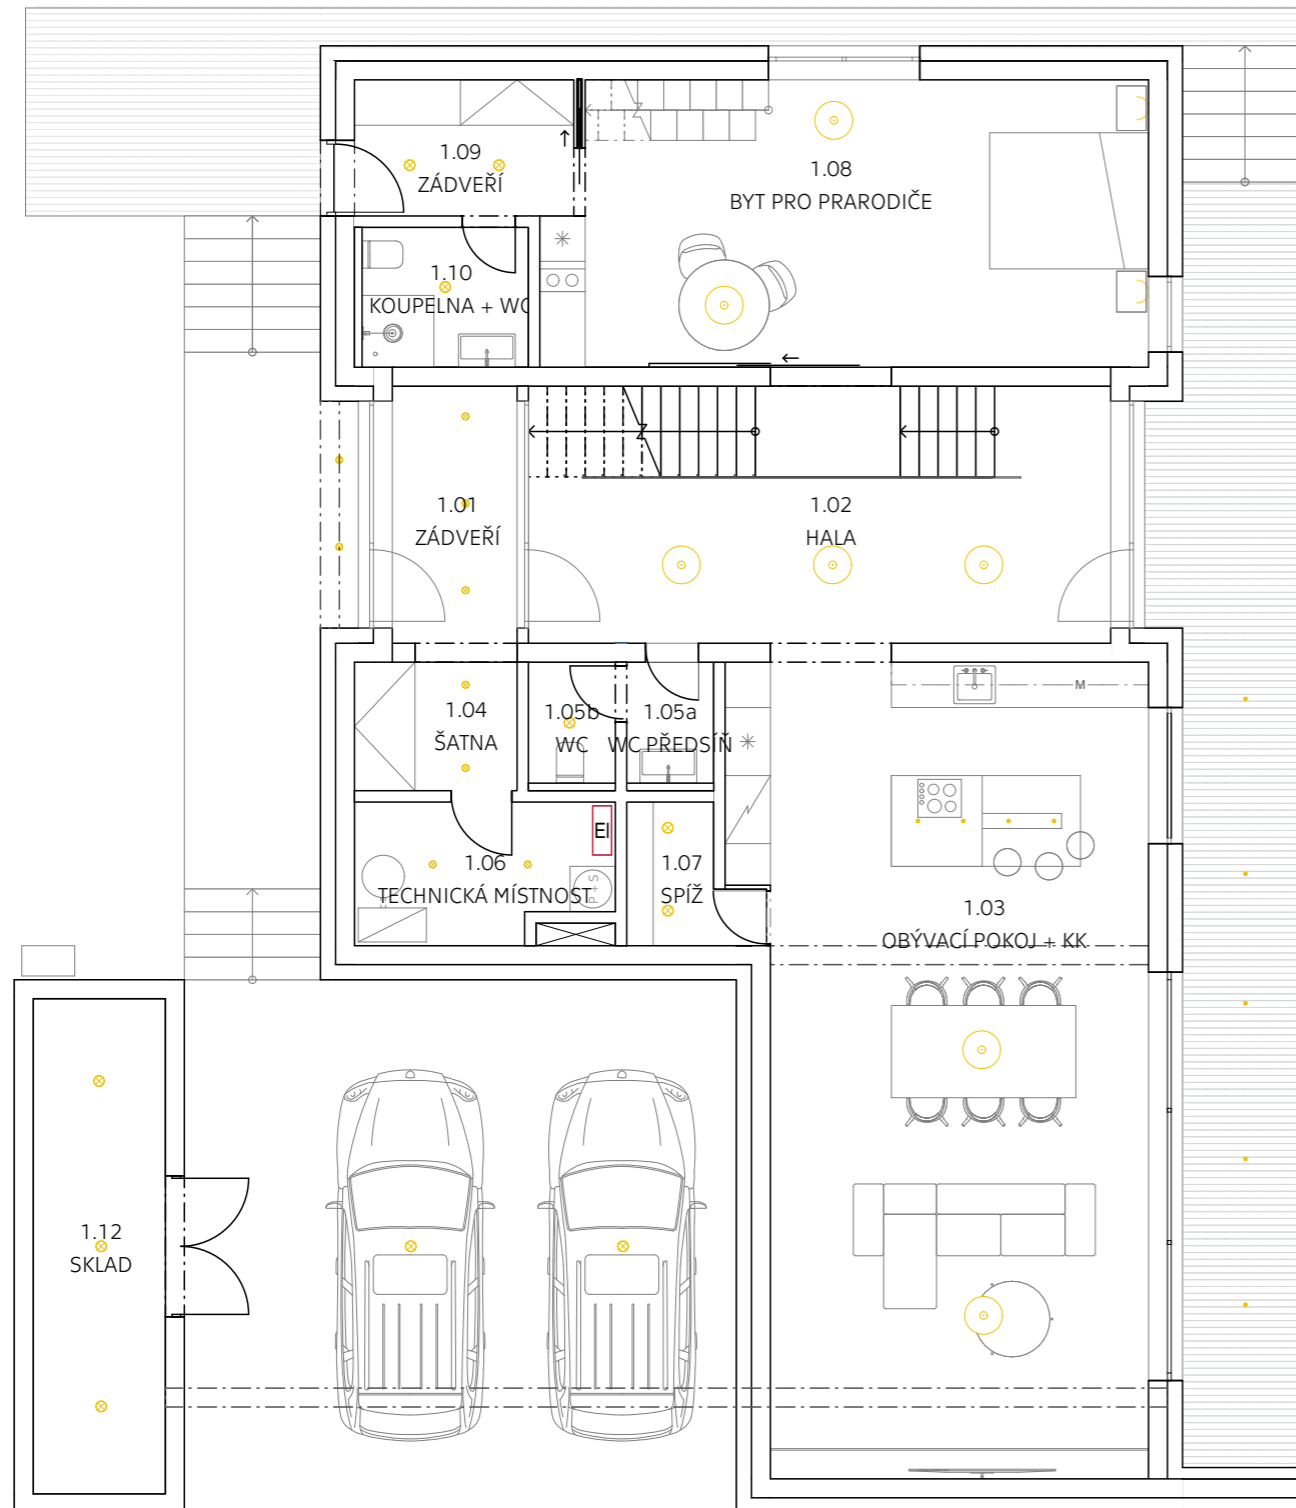 1.09
ZÁDVEŘÍ
1.08
BYT PRO PRARODIČE
1.10
KOUPELNA + WC
1.01
ZÁDVEŘÍ
1.02
HALA
M
1.04
ŠATNA
1.05b
WC
1.05a
WC PŘEDSÍŇ
EI
1.06
TECHNICKÁ MÍSTNOST
P + S
1.07
SPÍŽ
1.03
OBÝVACÍ POKOJ + KK
1.12
SKLAD